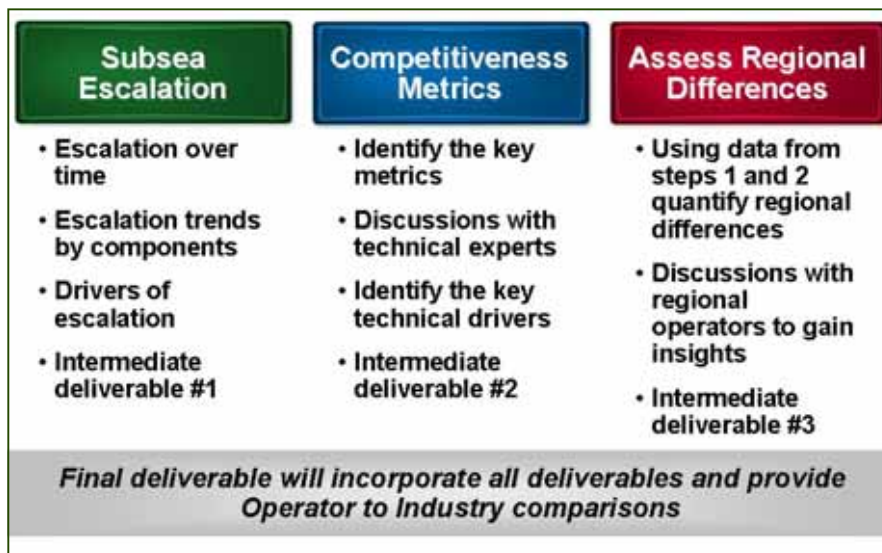 Subsea
Escalation
• Escalation over
time
• Escalation trends
by components
• Drivers of
escalation
• Intermediate
deliverable #1
Competitiveness
Metrics
• Identify the key
metrics
• Discussions with
technical experts
• Identify the key
technical drivers
• Intermediate
deliverable #2
Assess Regional
Differences
• Using data from
steps 1 and 2
quantify regional
differences
• Discussions with
regional
operators to gain
insights
• Intermediate
deliverable #3
Final deliverable will incorporate all deliverables and provide
Operator to Industry comparisons